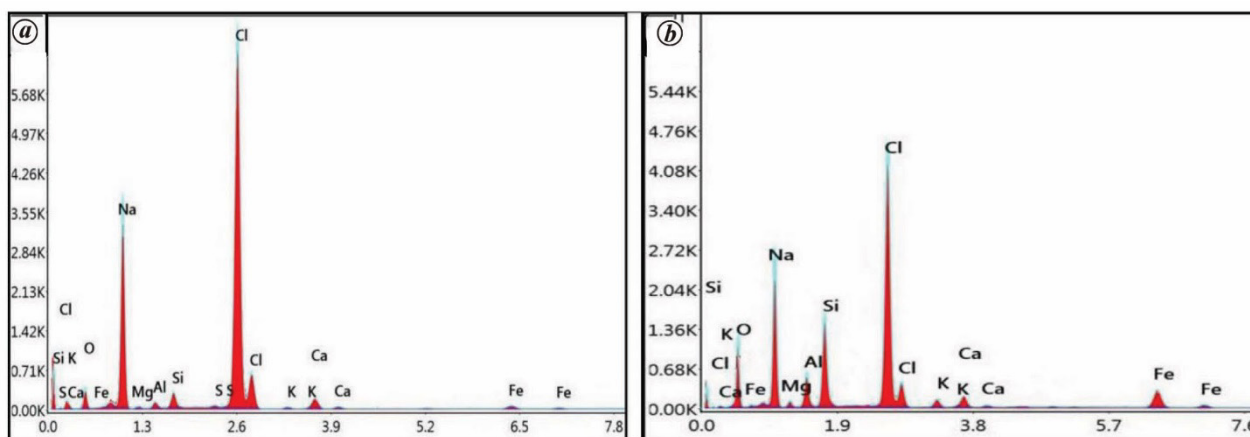 a
Cl
5.68K
4.97K
4.26K
3.55K
Na
2.84K
2.13K
Cl
1.42K
O
Ca
Si K
Cl
0.71K
Si
S Ca Fe Mg Al S S K K Ca Fe Fe
0.00K
0.0 1.3 2.6 3.9 5.2 6.5 7.8
b
5.44K
4.76K
Cl
4.08K
3.40K
2.72K
Na
Si
2.04K
Si
K O
1.36K
Ca
Cl Al Cl
0.68K
Fe
Ca Fe Mg K K Ca Fe
0.00K
0.0 1.9 3.8 5.7